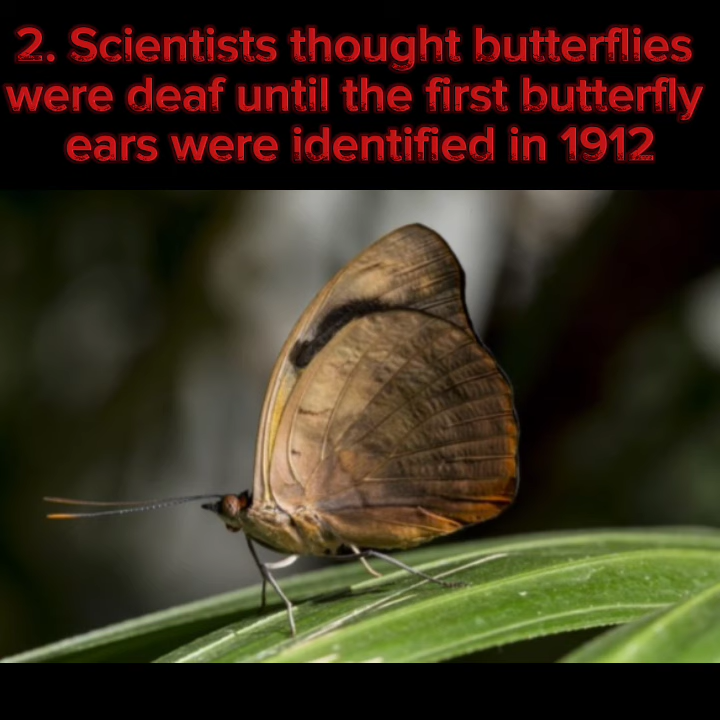 2. Scientists thought butterflies
were deaf until the first butterfly
ears were identified in 1912